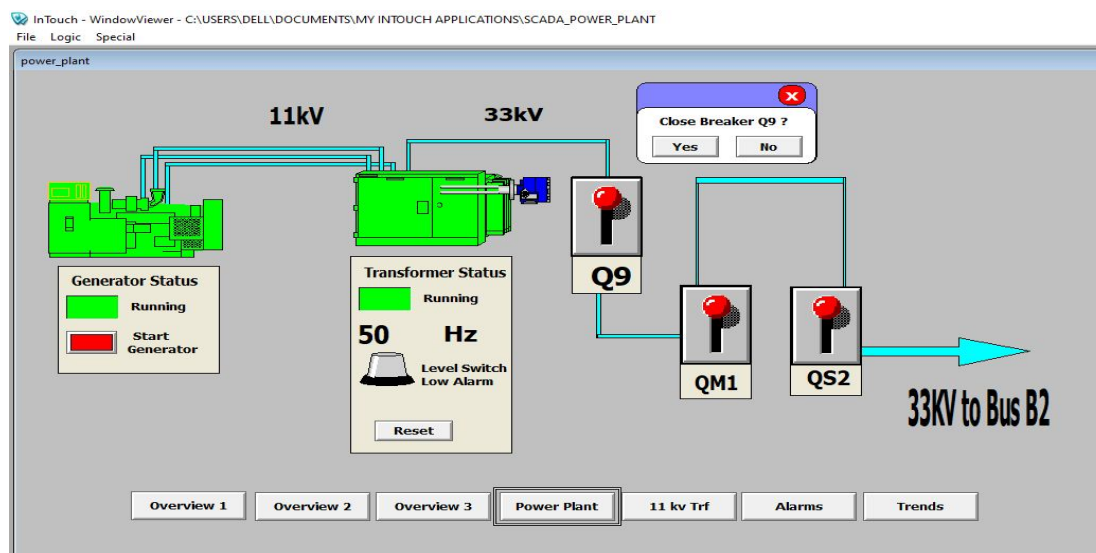 InTouch - WindowViewer - C:\USERS\DELL\DOCUMENTS\MY INTOUCH APPLICATIONS\SCADA_POWER_PLANT
File Logic Special
power_plant
11kV
33kV
Close Breaker Q9 ?
Yes No
Generator Status
Running
Start
Generator
Transformer Status
Running
50 Hz
Level Switch
Low Alarm
Reset
Q9
QM1
QS2
33KV to Bus B2
Overview 1 Overview 2 Overview 3 Power Plant 11 kv Trf Alarms Trends